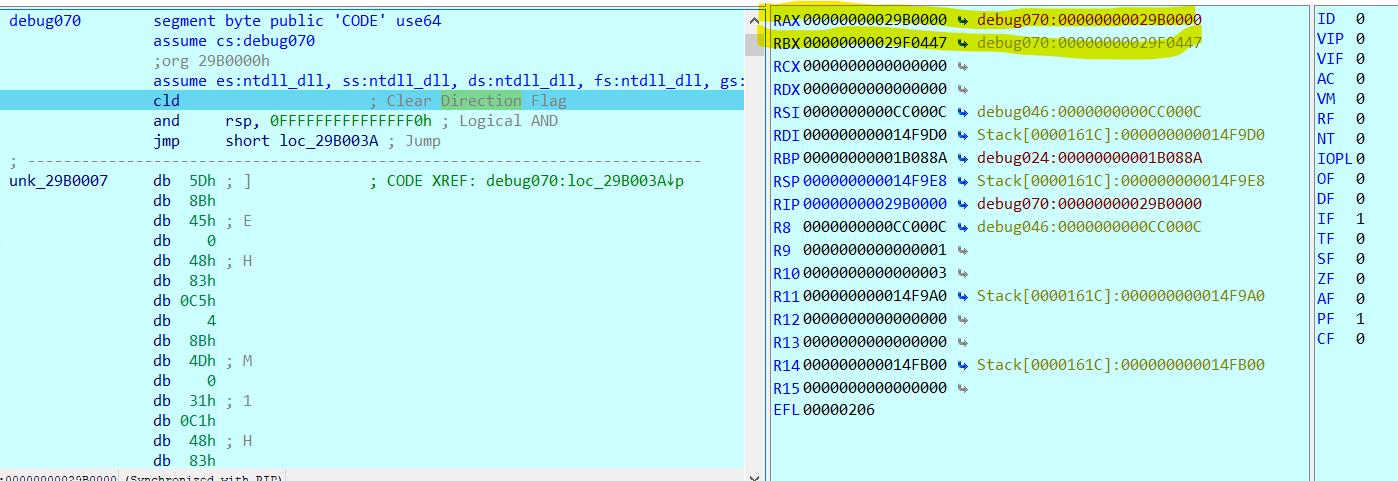 debug070 segment byte public 'CODE' use64
assume cs:debug070
;org 29B0000h
assume es:ntdll_dll, ss:ntdll_dll, ds:ntdll_dll, fs:ntdll_dll, gs:
cld ; Clear Direction Flag
and rsp, 0FFFFFFFFFFFFFFF0h ; Logical AND
jmp short loc_29B003A ; Jump
; ---------------------------------------------------------------------------
unk_29B0007 db 5Dh ; ] ; CODE XREF: debug070:loc_29B003A↓p
db 8Bh
db 45h ; E
db 0
db 48h ; H
db 83h
db 0C5h
db 4
db 8Bh
db 4Dh ; M
db 0
db 31h ; 1
db 0C1h
db 48h ; H
db 83h
:00000000029B0000 (Synchronized with RIP)
RAX 00000000029B0000 debug070:00000000029B0000
RBX 00000000029F0447 debug070:00000000029F0447
RCX 0000000000000000
RDX 0000000000000000
RSI 0000000000CC000C debug046:0000000000CC000C
RDI 000000000014F9D0 Stack[0000161C]:000000000014F9D0
RBP 00000000001B088A debug024:00000000001B088A
RSP 000000000014F9E8 Stack[0000161C]:000000000014F9E8
RIP 00000000029B0000 debug070:00000000029B0000
R8 0000000000CC000C debug046:0000000000CC000C
R9 0000000000000001
R10 0000000000000003
R11 000000000014F9A0 Stack[0000161C]:000000000014F9A0
R12 0000000000000000
R13 0000000000000000
R14 000000000014FB00 Stack[0000161C]:000000000014FB00
R15 0000000000000000
EFL 00000206
ID 0
VIP 0
VIF 0
AC 0
VM 0
RF 0
NT 0
IOPL 0
OF 0
DF 0
IF 1
TF 0
SF 0
ZF 0
AF 0
PF 1
CF 0